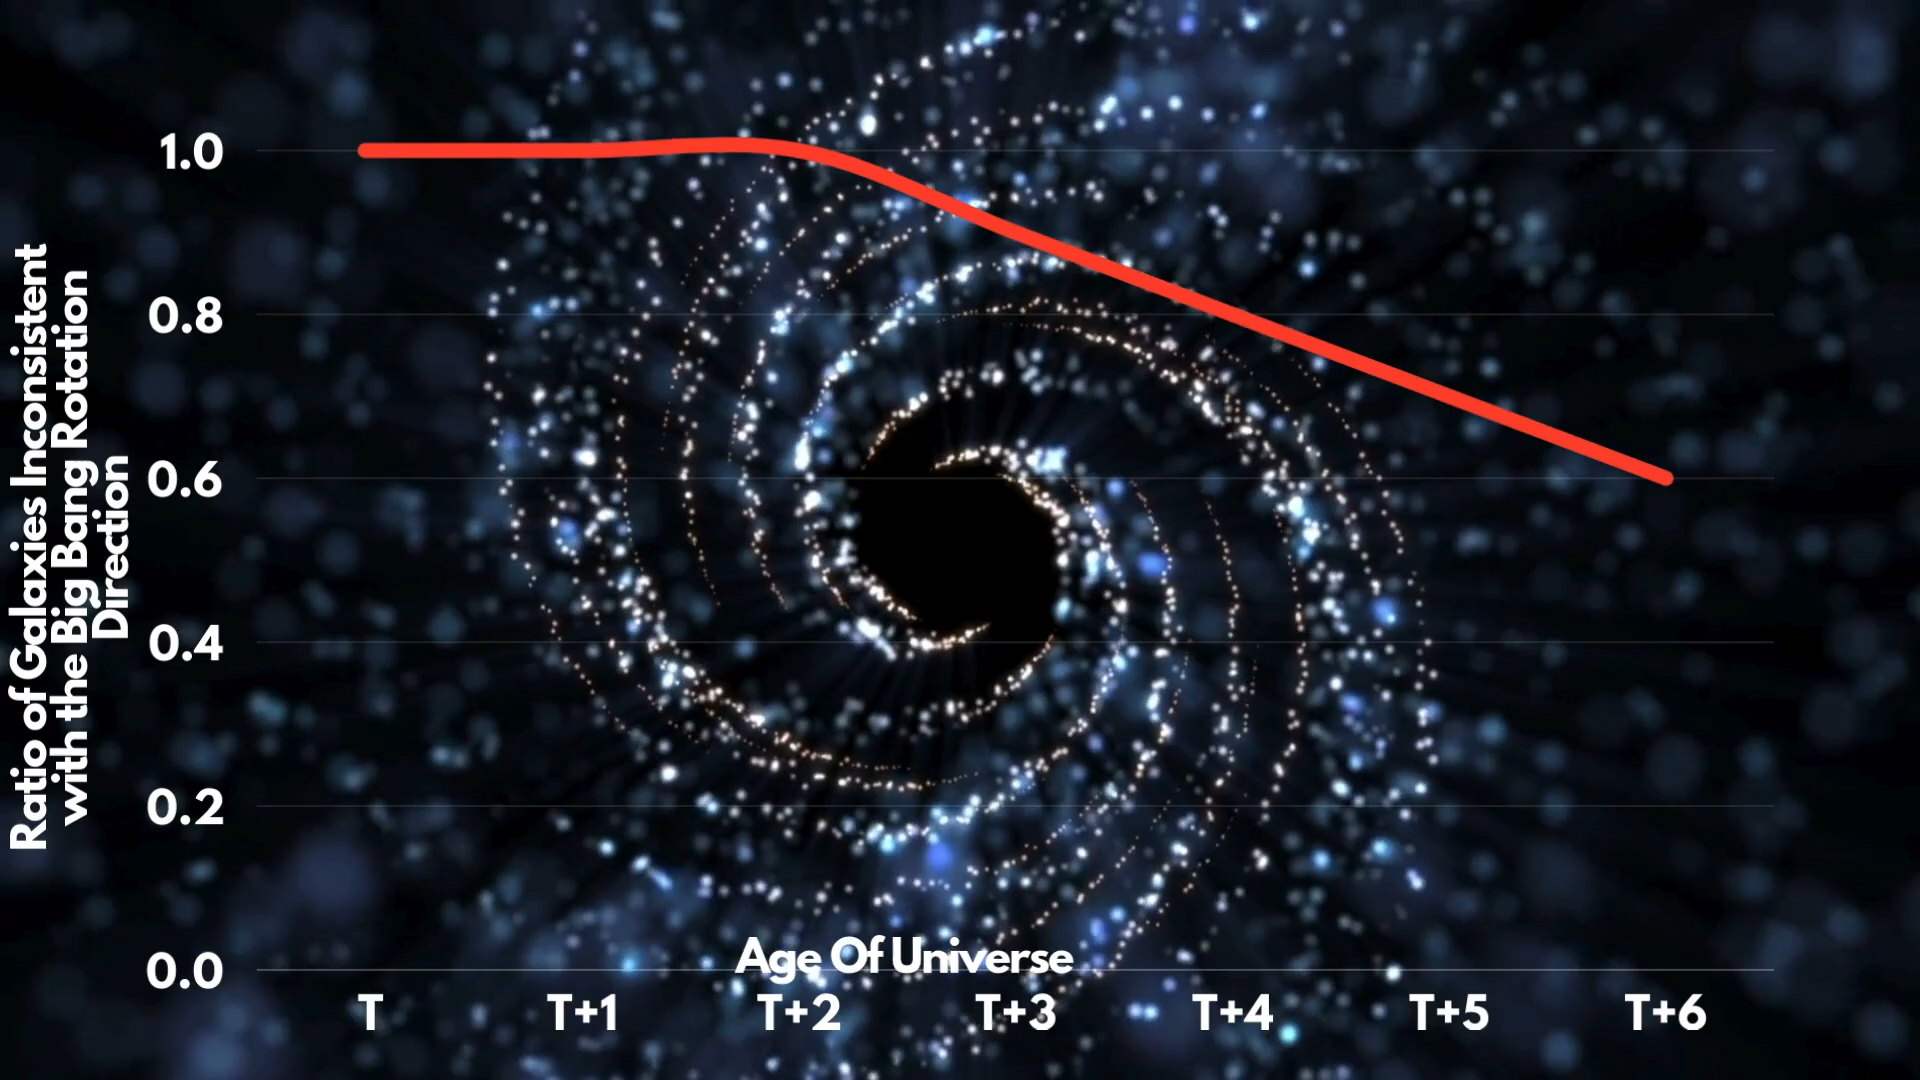 Ratio of Galaxies Inconsistent
with the Big Bang Rotation
Direction
1.0
0.8
0.6
0.4
0.2
0.0
Age Of Universe
T T+1 T+2 T+3 T+4 T+5 T+6